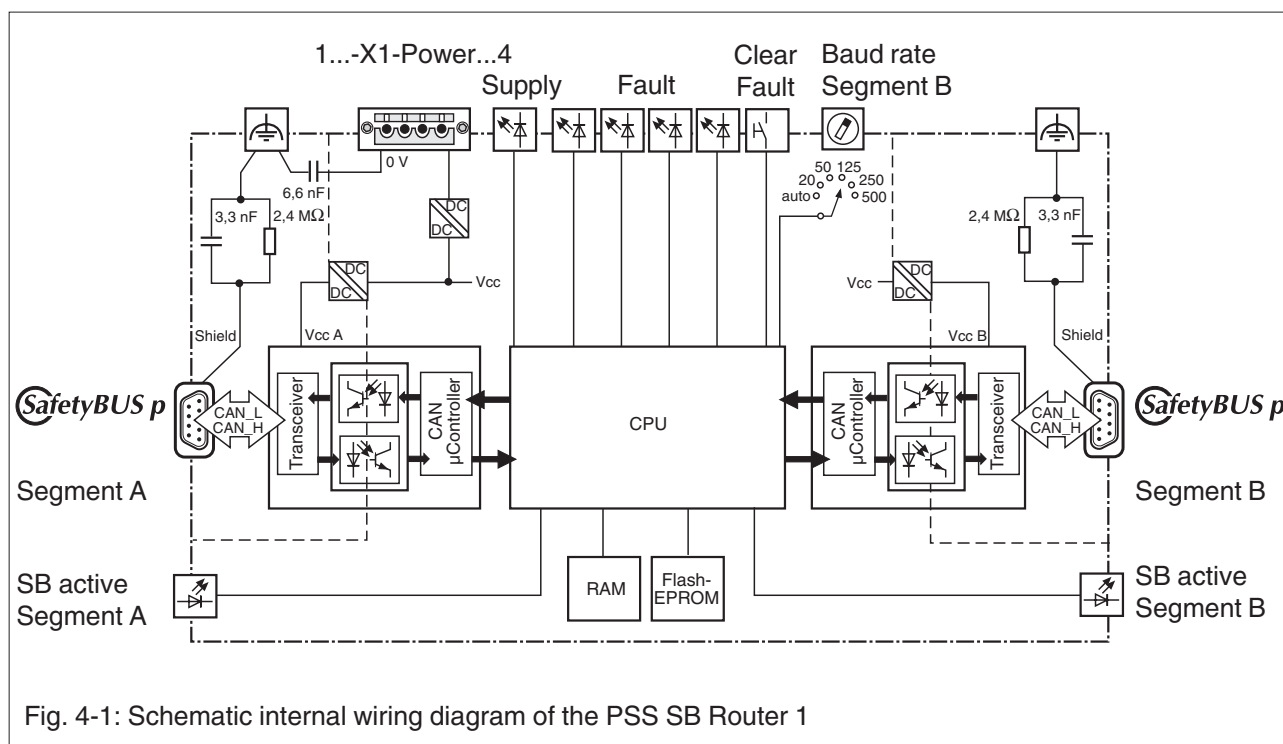 1...-X1-Power...4
Supply
Fault
Clear
Fault
Baud rate
Segment B
0 V
6,6 nF
3,3 nF
2,4 MΩ
DC
DC
DC
DC
Vcc
50 125
20
250
auto
500
2,4 MΩ
3,3 nF
Vcc
DC
DC
Shield
Vcc A
Vcc B
Shield
SafetyBUS p
CAN_L
CAN_H
Transceiver
CAN
µController
CPU
CAN
µController
Transceiver
CAN_L
CAN_H
SafetyBUS p
Segment A
Segment B
SB active
Segment A
RAM
Flash-
EPROM
SB active
Segment B
Fig. 4-1: Schematic internal wiring diagram of the PSS SB Router 1